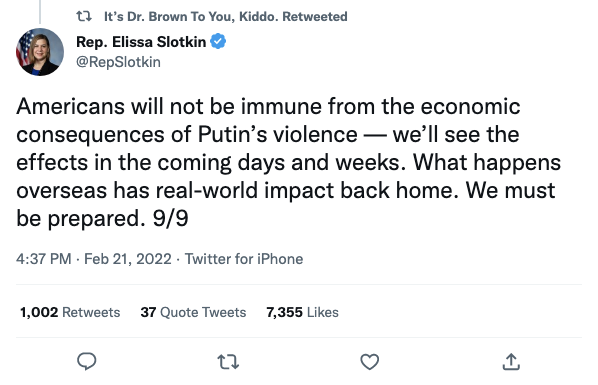 It's Dr. Brown To You, Kiddo. Retweeted
Rep. Elissa Slotkin
@RepSlotkin
Americans will not be immune from the economic
consequences of Putin's violence — we'll see the
effects in the coming days and weeks. What happens
overseas has real-world impact back home. We must
be prepared. 9/9
4:37 PM · Feb 21, 2022 · Twitter for iPhone
1,002 Retweets 37 Quote Tweets 7,355 Likes